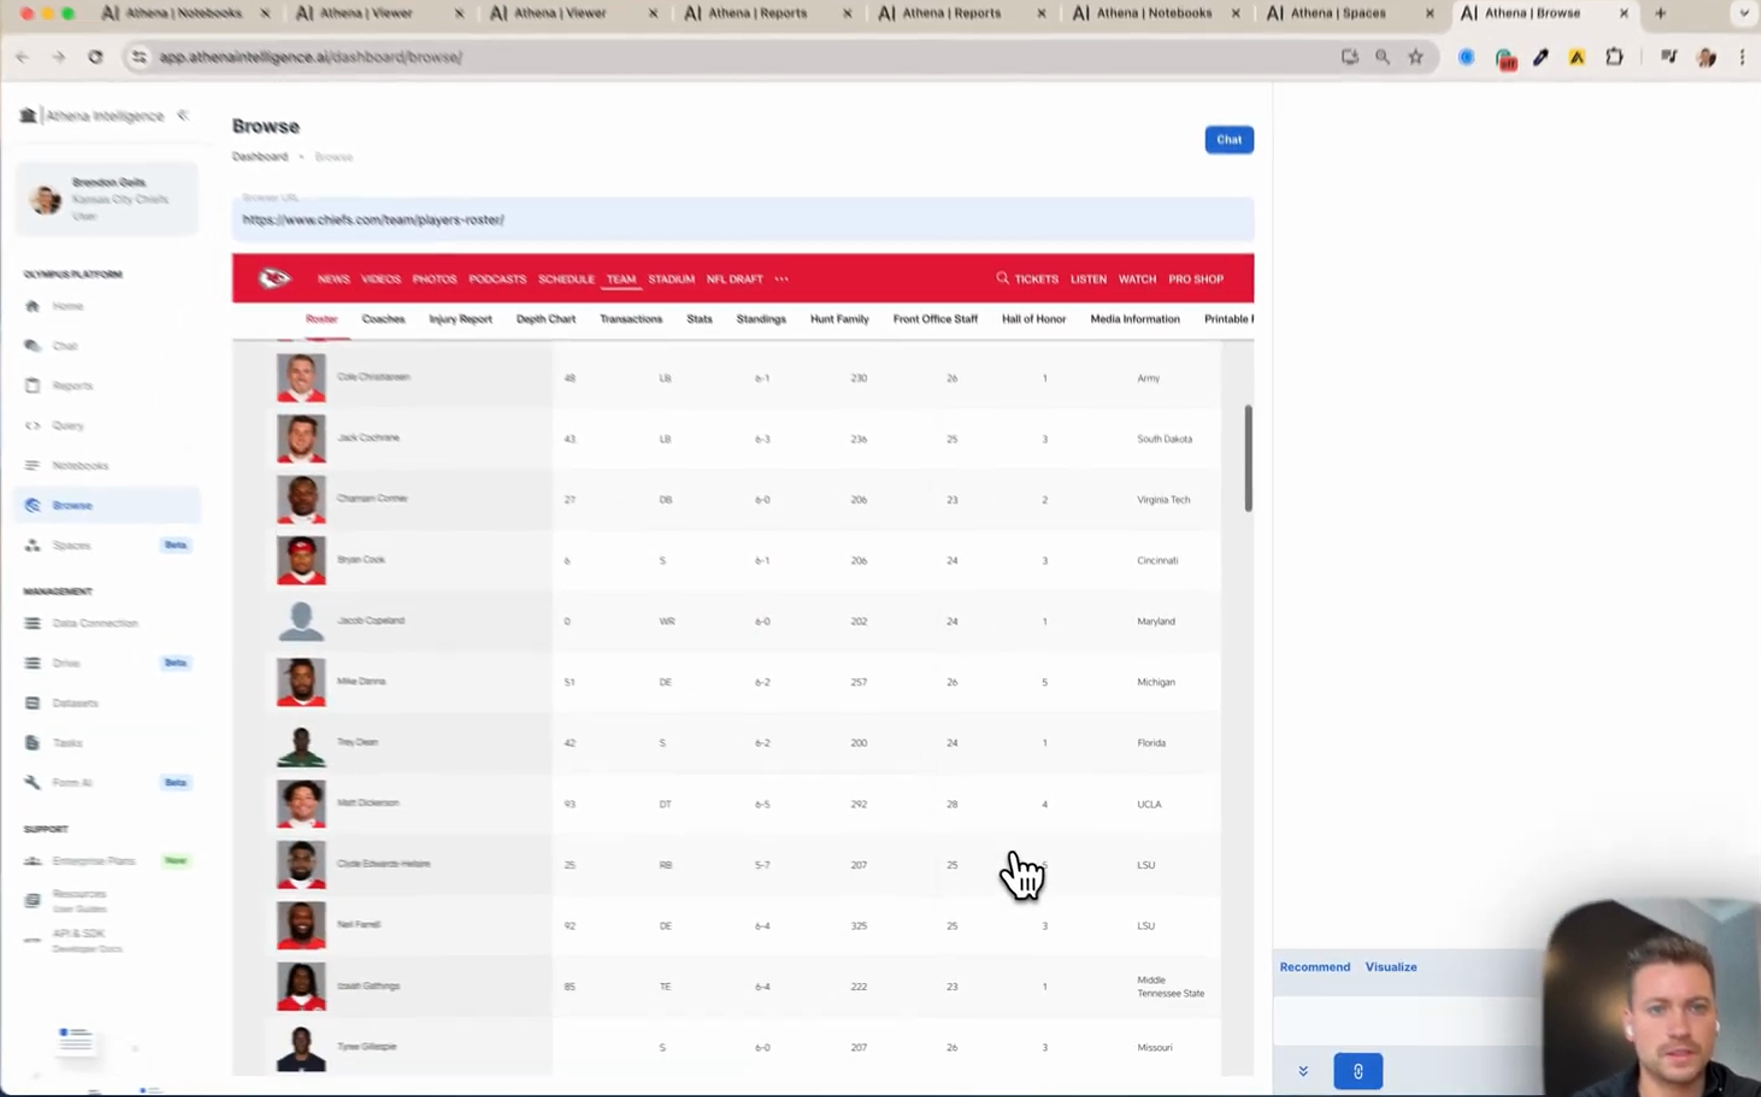 Athena | Notebooks
Athena | Viewer
Athena | Viewer
Athena | Reports
Athena | Reports
Athena | Notebooks
Athena | Spaces
Athena | Browse
app.athenaintelligence.ai/dashboard/browse/
off
Athena Intelligence
Brendon Geils
Kansas City Chiefs
User
OLYMPUS PLATFORM
Home
Chat
Reports
Query
Notebooks
Browse
Spaces Beta
MANAGEMENT
Data Connection
Drive Beta
Datasets
Tasks
Form AI Beta
SUPPORT
Enterprise Plans New
Resources
User Guides
API & SDK
Developer Docs
Browse
Dashboard • Browse
Chat
Browser URL
https://www.chiefs.com/team/players-roster/
NEWS VIDEOS PHOTOS PODCASTS SCHEDULE TEAM STADIUM NFL DRAFT ••• TICKETS LISTEN WATCH PRO SHOP
Roster Coaches Injury Report Depth Chart Transactions Stats Standings Hunt Family Front Office Staff Hall of Honor Media Information Printable
Cole Christiansen 48 LB 6-1 230 26 1 Army
Jack Cochrane 43 LB 6-3 236 25 3 South Dakota
Chamarri Conner 27 DB 6-0 206 23 2 Virginia Tech
Bryan Cook 6 S 6-1 206 24 3 Cincinnati
Jacob Copeland 0 WR 6-0 202 24 1 Maryland
Mike Danna 51 DE 6-2 257 26 5 Michigan
Trey Dean 42 S 6-2 200 24 1 Florida
Matt Dickerson 93 DT 6-5 292 28 4 UCLA
Clyde Edwards-Helaire 25 RB 5-7 207 25 5 LSU
Neil Farrell 92 DE 6-4 325 25 3 LSU
Izaiah Gathings 85 TE 6-4 222 23 1 Middle
Tennessee State
Tyree Gillespie S 6-0 207 26 3 Missouri
Recommend Visualize